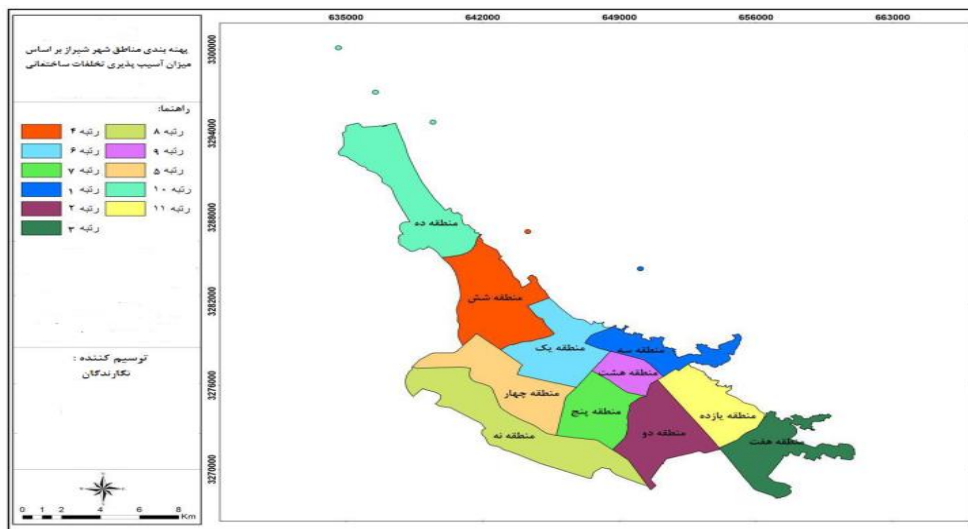 پهنه بندی مناطق شهر شیراز بر اساس
میزان آسیب پذیری تخلفات ساختمانی
راهنما:
رتبه ۴ رتبه ۸
رتبه ۶ رتبه ۹
رتبه ۷ رتبه ۵
رتبه ۱ رتبه ۱۰
رتبه ۲ رتبه ۱۱
رتبه ۳
توسیم کننده :
نگارندگان
0 1 2 4 6 8
Km
635000 642000 649000 656000 663000
3300000
3294000
3288000
3282000
3276000
3270000
منطقه ده
منطقه شش
منطقه یک
منطقه سه
منطقه هشت
منطقه چهار
منطقه پنج
منطقه یازده
منطقه نه
منطقه دو
منطقه هفت